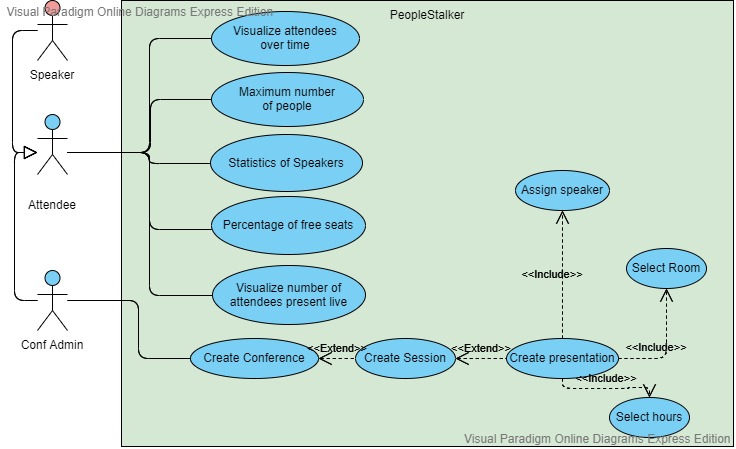 Visual Paradigm Online Diagrams Express Edition
PeopleStalker
Speaker
Attendee
Conf Admin
Visualize attendees
over time
Maximum number
of people
Statistics of Speakers
Percentage of free seats
Visualize number of
attendees present live
Assign speaker
<<Include>>
Select Room
<<Include>>
Create Conference
<<Extend>>
Create Session
<<Extend>>
Create presentation
<<Include>>
Select hours
Visual Paradigm Online Diagrams Express Edition